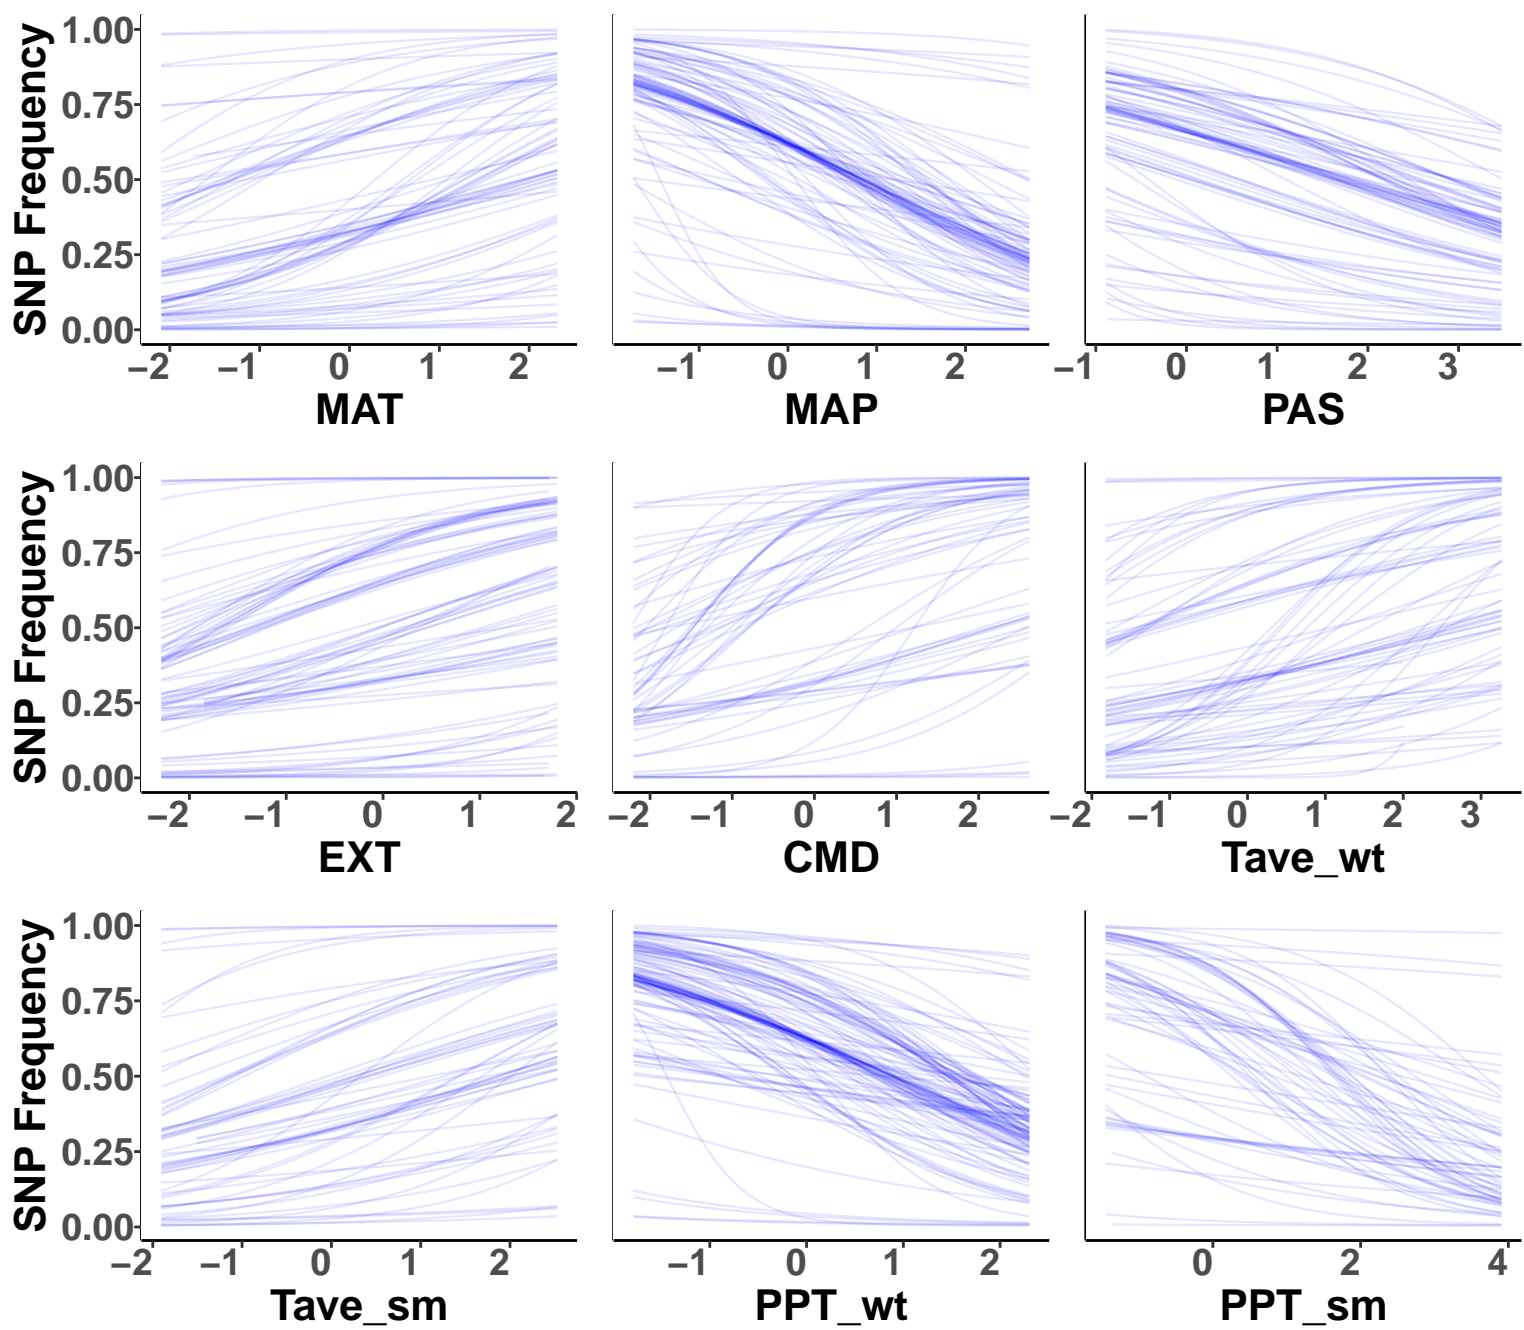 SNP Frequency
1.00
0.75
0.50
0.25
0.00
−2 −1 0 1 2
MAT
−1 0 1 2
MAP
−1 0 1 2 3
PAS
SNP Frequency
1.00
0.75
0.50
0.25
0.00
−2 −1 0 1 2
EXT
−2 −1 0 1 2
CMD
−2 −1 0 1 2 3
Tave_wt
SNP Frequency
1.00
0.75
0.50
0.25
0.00
−2 −1 0 1 2
Tave_sm
−1 0 1 2
PPT_wt
0 2 4
PPT_sm